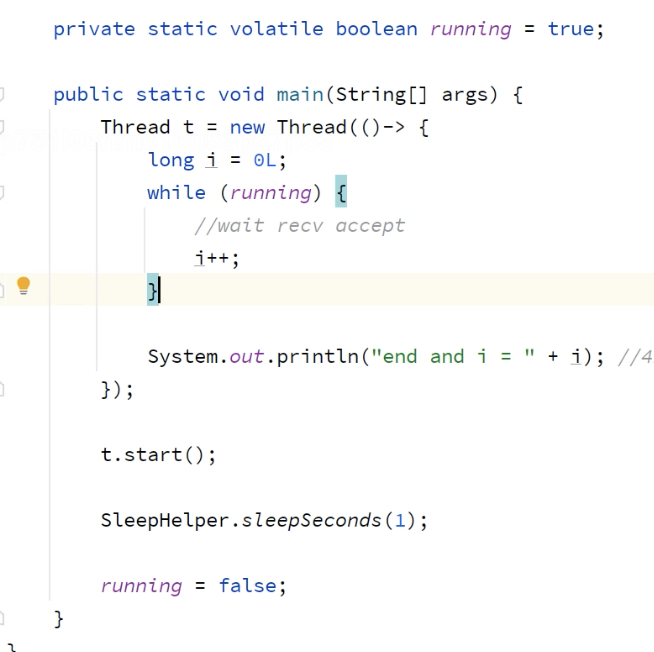 private static volatile boolean running = true;
public static void main(String[] args) {
Thread t = new Thread(()-> {
long i = 0L;
while (running) {
//wait recv accept
i++;
}
System.out.println("end and i = " + i); //4
});
t.start();
SleepHelper.sleepSeconds(1);
running = false;
}
}